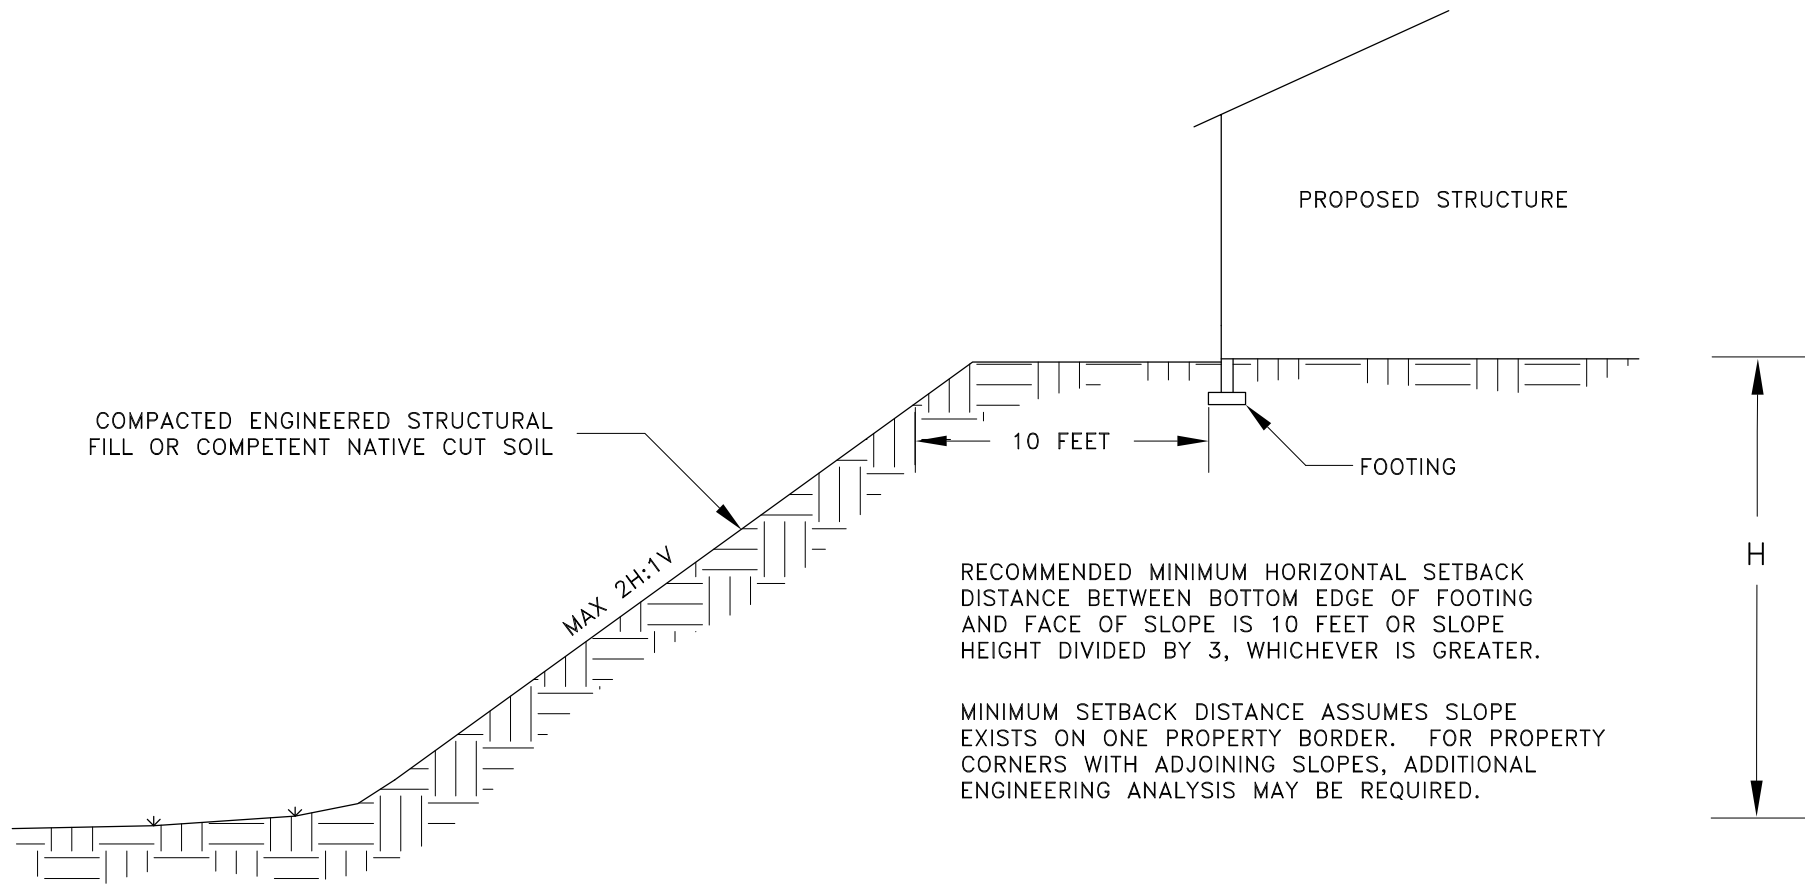 PROPOSED STRUCTURE
COMPACTED ENGINEERED STRUCTURAL
FILL OR COMPETENT NATIVE CUT SOIL
10 FEET
FOOTING
MAX 2H:1V
H
RECOMMENDED MINIMUM HORIZONTAL SETBACK
DISTANCE BETWEEN BOTTOM EDGE OF FOOTING
AND FACE OF SLOPE IS 10 FEET OR SLOPE
HEIGHT DIVIDED BY 3, WHICHEVER IS GREATER.
MINIMUM SETBACK DISTANCE ASSUMES SLOPE
EXISTS ON ONE PROPERTY BORDER. FOR PROPERTY
CORNERS WITH ADJOINING SLOPES, ADDITIONAL
ENGINEERING ANALYSIS MAY BE REQUIRED.